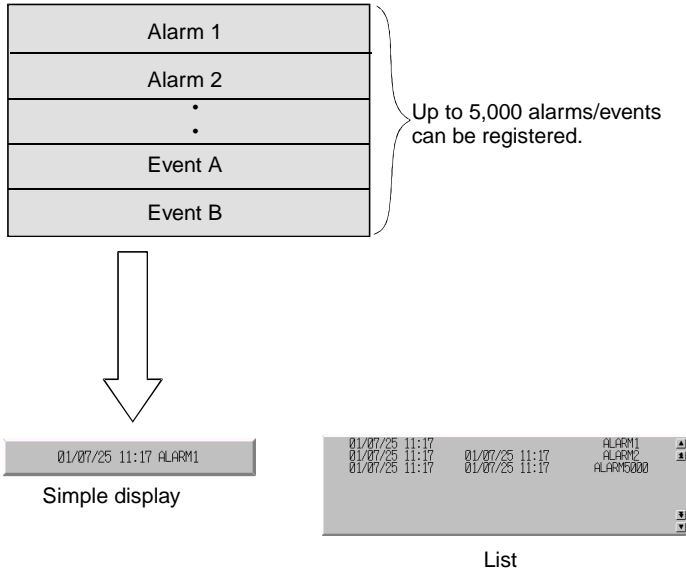 Alarm 1
Alarm 2
Up to 5,000 alarms/events
can be registered.
Event A
Event B
01/07/25 11:17 ALARM1
Simple display
01/07/25 11:17 ALARM1
01/07/25 11:17 01/07/25 11:17 ALARM2
01/07/25 11:17 01/07/25 11:17 ALARM5000
List